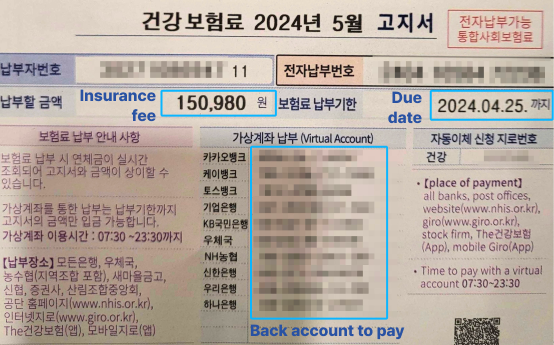 건강보험료 2024년 5월 고지서
전자납부가능
통합사회보험료
납부자번호
11
전자납부번호
납부할 금액
Insurance fee
150,980 원
보험료 납부기한
Due date
2024.04.25. 까지
보험료 납부 안내 사항
보험료 납부 시 연체금이 실시간
조회되어 고지서와 금액이 상이할 수
있습니다.
가상계좌를 통한 납부는 납부기한까지
고지서의 금액만 입금 가능합니다.
가상계좌 이용시간 : 07:30 ~23:30까지
【납부장소】모든은행, 우체국,
농수협(지역조합 포함), 새마을금고,
신협, 증권사, 산림조합중앙회,
공단 홈페이지(www.nhis.or.kr),
인터넷지로(www.giro.or.kr),
The건강보험(앱), 모바일지로(앱)
가상계좌 납부 (Virtual Account)
카카오뱅크
케이뱅크
토스뱅크
기업은행
KB국민은행
우체국
NH농협
신한은행
우리은행
하나은행
Back account to pay
자동이체 신청 지로번호
건강
• [place of payment]
all banks, post offices,
website(www.nhis.or.kr),
giro(www.giro.or.kr),
stock firm, The건강보험
(App), mobile Giro(App)
• Time to pay with a virtual
account 07:30-23:30